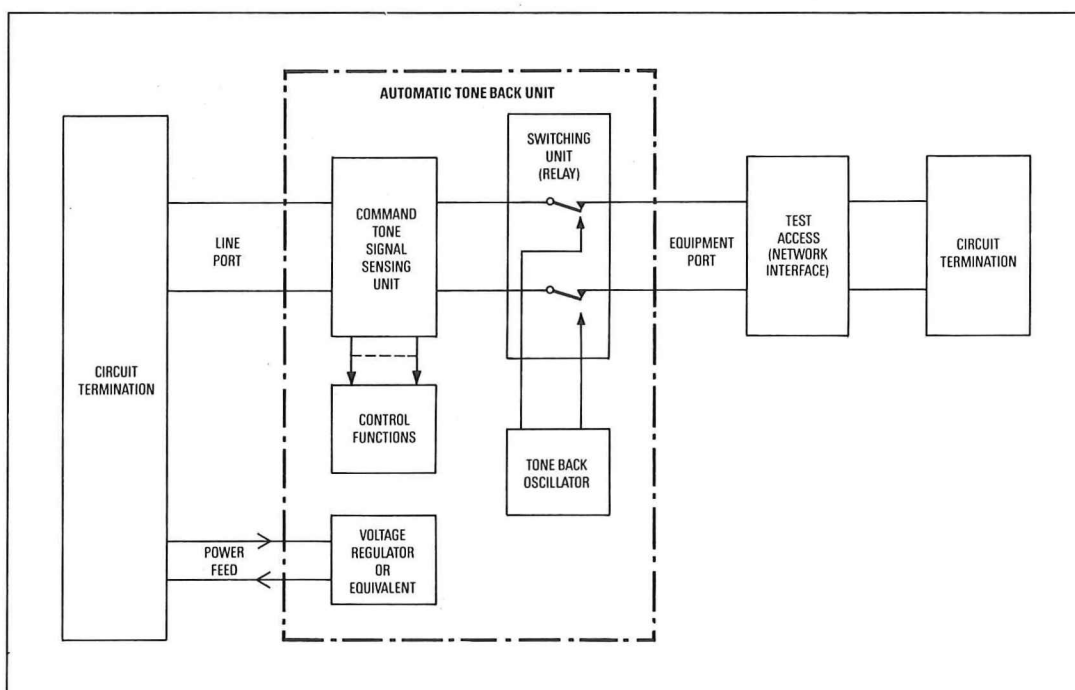 AUTOMATIC TONE BACK UNIT
CIRCUIT
TERMINATION
LINE
PORT
COMMAND
TONE
SIGNAL
SENSING
UNIT
SWITCHING
UNIT
(RELAY)
EQUIPMENT
PORT
TEST
ACCESS
(NETWORK
INTERFACE)
CIRCUIT
TERMINATION
CONTROL
FUNCTIONS
TONE BACK
OSCILLATOR
POWER
FEED
VOLTAGE
REGULATOR
OR
EQUIVALENT